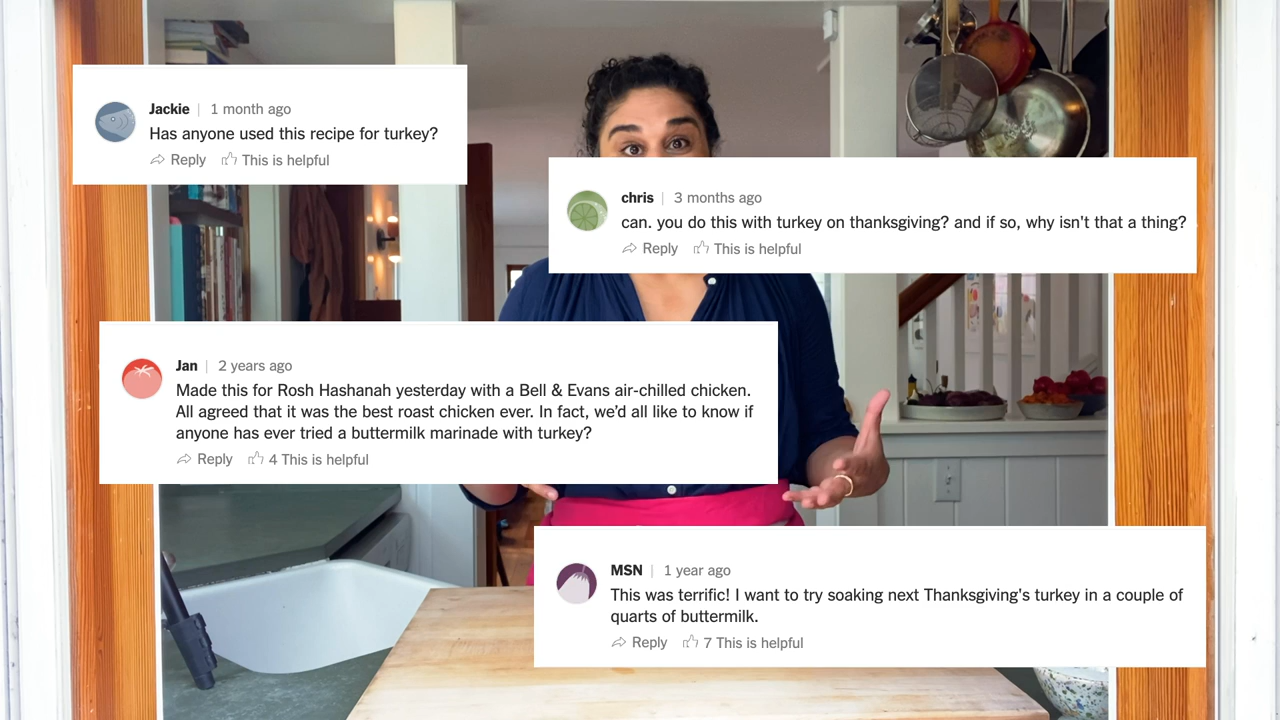 Jackie | 1 month ago
Has anyone used this recipe for turkey?
Reply This is helpful
chris | 3 months ago
can. you do this with turkey on thanksgiving? and if so, why isn't that a thing?
Reply This is helpful
Jan | 2 years ago
Made this for Rosh Hashanah yesterday with a Bell & Evans air-chilled chicken.
All agreed that it was the best roast chicken ever. In fact, we’d all like to know if
anyone has ever tried a buttermilk marinade with turkey?
Reply 4 This is helpful
MSN | 1 year ago
This was terrific! I want to try soaking next Thanksgiving's turkey in a couple of
quarts of buttermilk.
Reply 7 This is helpful